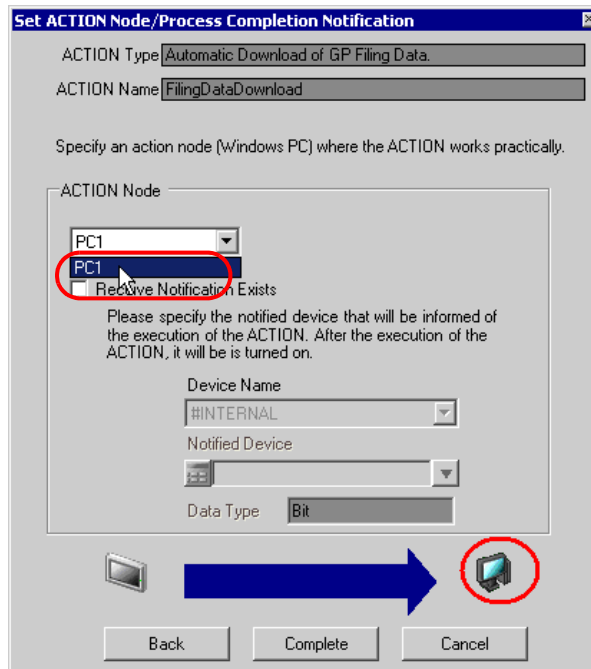 Set ACTION Node/Process Completion Notification
ACTION Type Automatic Download of GP Filing Data.
ACTION Name FilingDataDownload
Specify an action node (Windows PC) where the ACTION works practically.
ACTION Node
PC1
PC1
Receive Notification Exists
Please specify the notified device that will be informed
of the execution of the ACTION. After the execution of the
ACTION, it will be is turned on.
Device Name
#INTERNAL
Notified Device
Data Type Bit
Back Complete Cancel